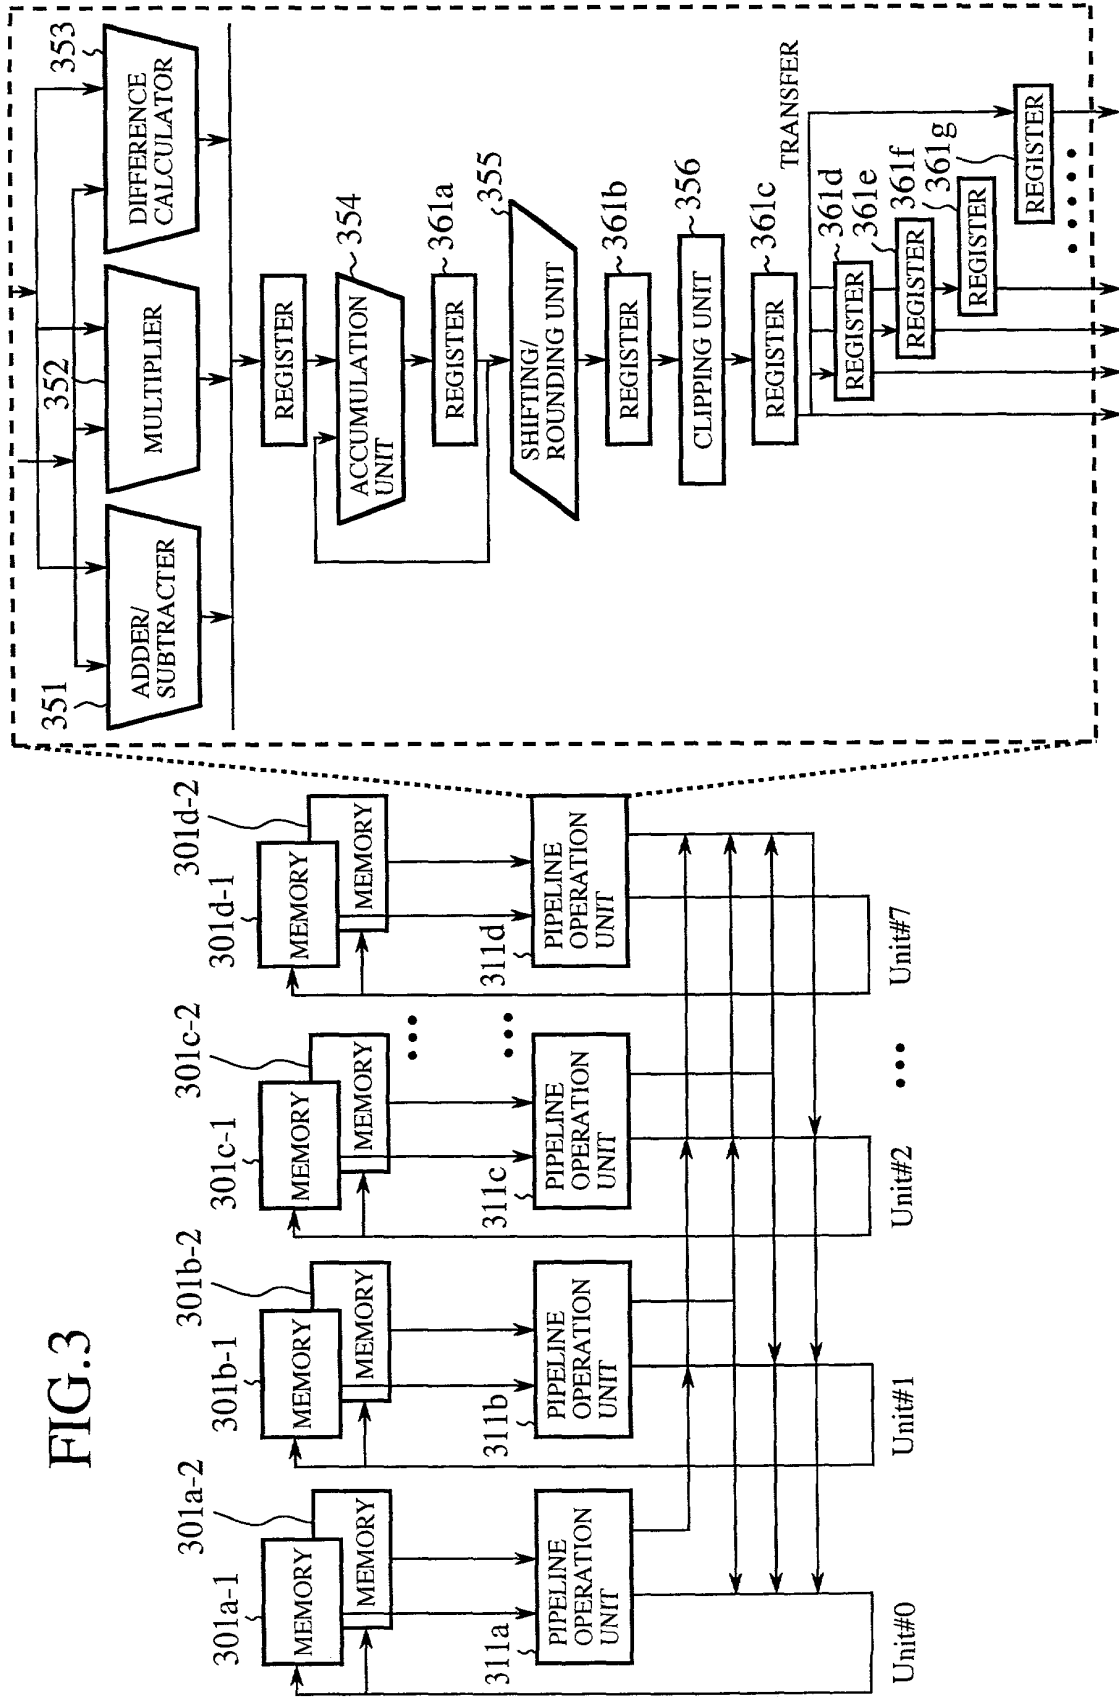 FIG.3
301a-1
301a-2
MEMORY
MEMORY
311a
PIPELINE
OPERATION
UNIT
Unit#0
301b-1
301b-2
MEMORY
MEMORY
311b
PIPELINE
OPERATION
UNIT
Unit#1
301c-1
301c-2
MEMORY
MEMORY
311c
PIPELINE
OPERATION
UNIT
Unit#2
301d-1
301d-2
MEMORY
MEMORY
311d
PIPELINE
OPERATION
UNIT
Unit#7
351
ADDER/
SUBTRACTER
352
MULTIPLIER
353
DIFFERENCE
CALCULATOR
REGISTER
354
ACCUMULATION
UNIT
361a
REGISTER
355
SHIFTING/
ROUNDING UNIT
361b
REGISTER
356
CLIPPING UNIT
361c
REGISTER
TRANSFER
361d
REGISTER
361e
REGISTER
361f
REGISTER
361g
REGISTER